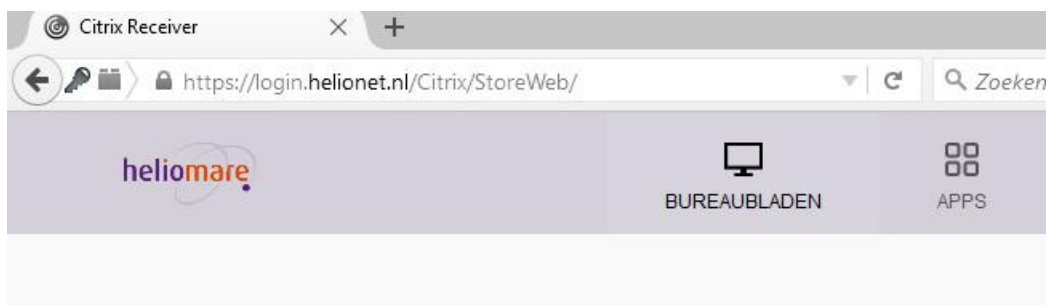 Citrix Receiver
https://login.helionet.nl/Citrix/StoreWeb/
Zoeken
heliomare
BUREAUBLADEN
APPS